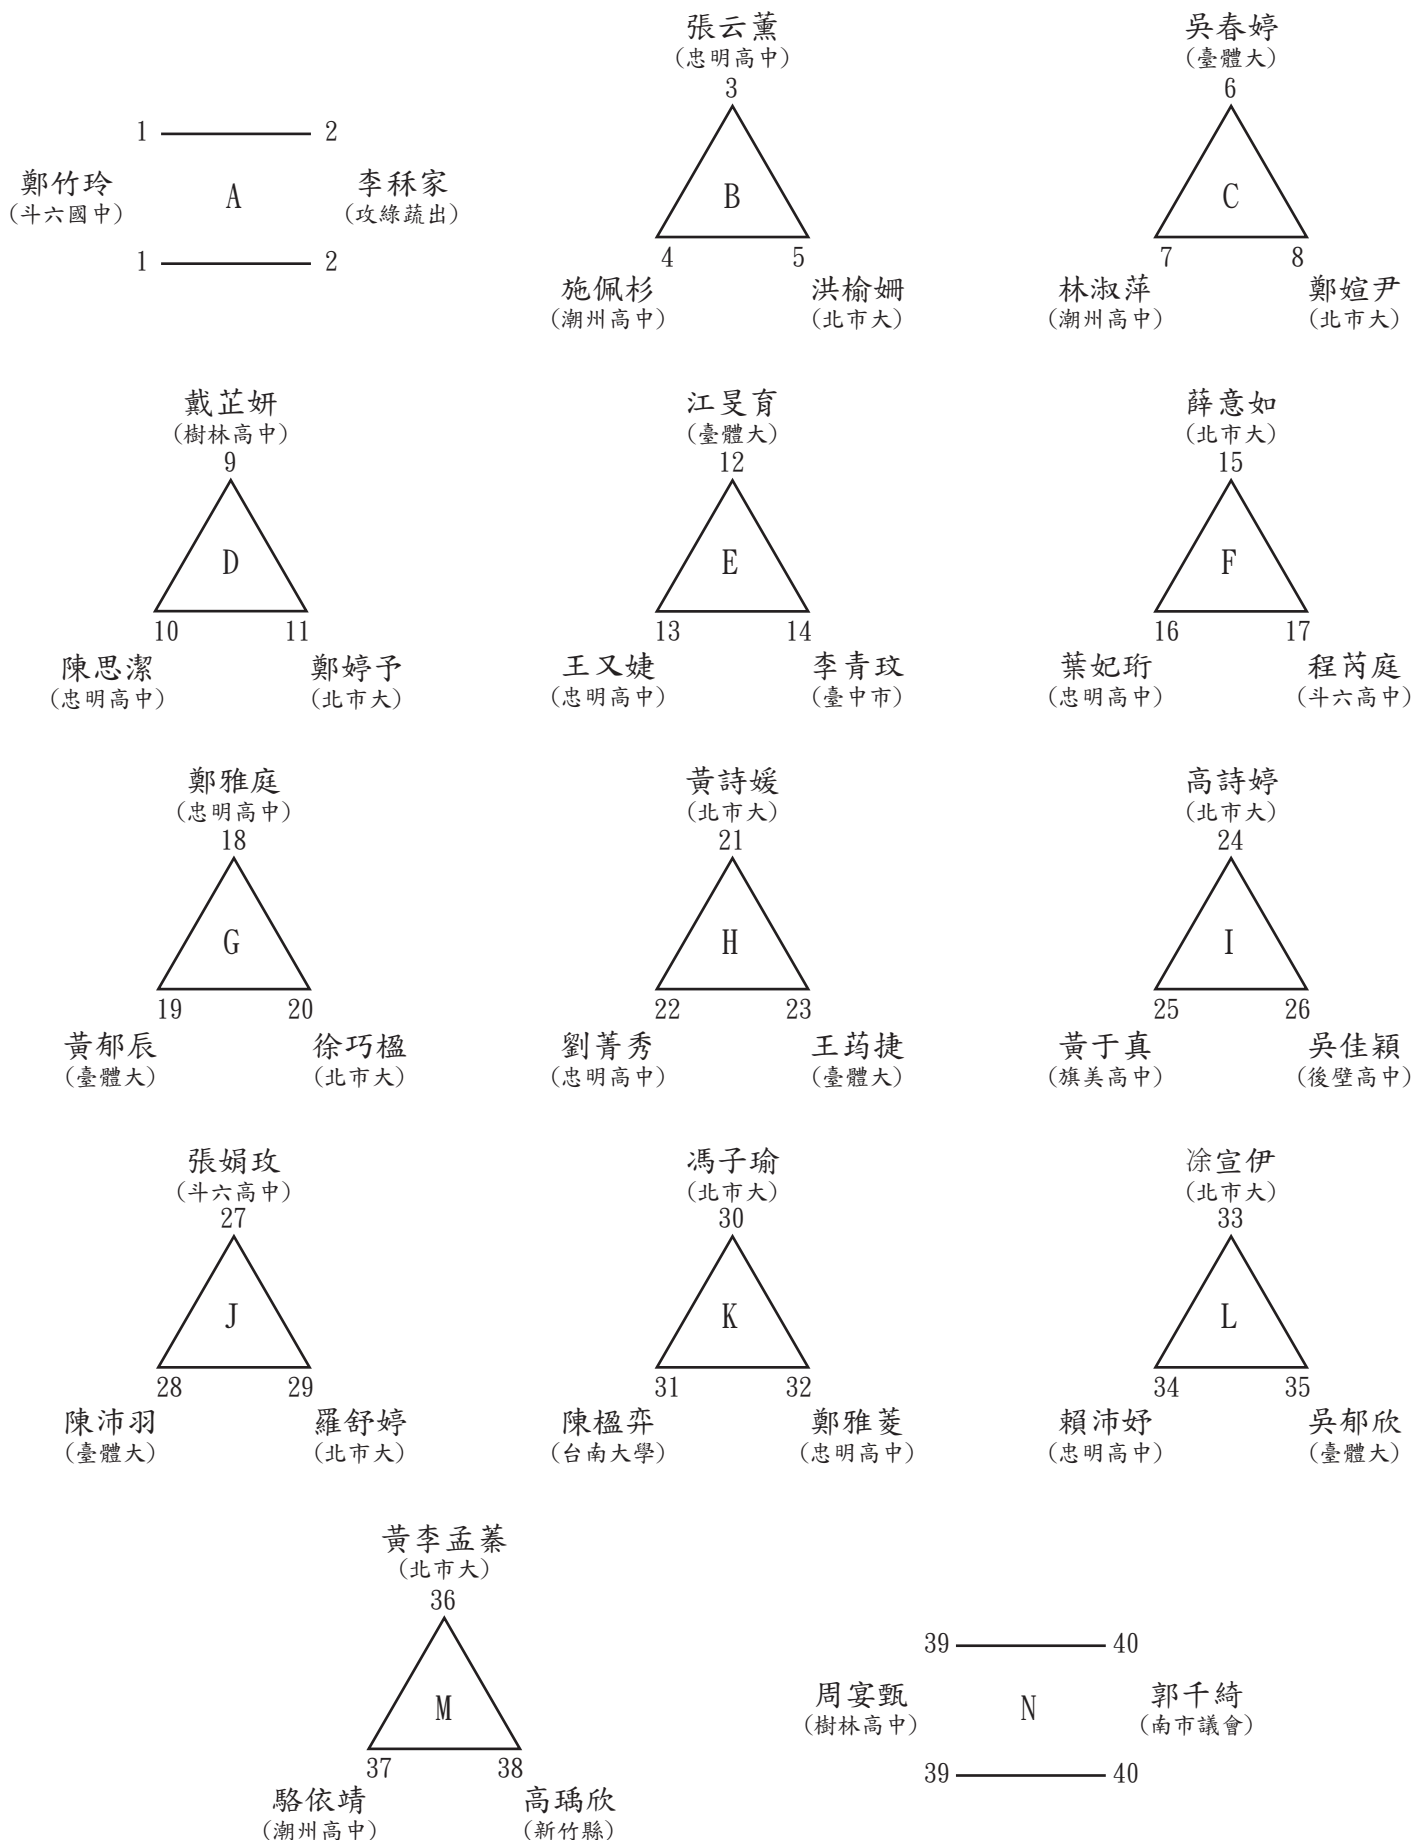 張云薰
(忠明高中)
3
吳春婷
(臺體大)
6
1 2
鄭竹玲
(斗六國中)
A
李秝家
(攻綠蔬出)
1 2
B
4 5
施佩杉
(潮州高中)
洪榆姍
(北市大)
C
7 8
林淑萍
(潮州高中)
鄭媗尹
(北市大)
戴芷妍
(樹林高中)
9
D
10 11
陳思潔
(忠明高中)
鄭婷予
(北市大)
江旻育
(臺體大)
12
E
13 14
王又婕
(忠明高中)
李青玟
(臺中市)
薛意如
(北市大)
15
F
16 17
葉妃珩
(忠明高中)
程芮庭
(斗六高中)
鄭雅庭
(忠明高中)
18
G
19 20
黃郁辰
(臺體大)
徐巧楹
(北市大)
黃詩媛
(北市大)
21
H
22 23
劉菁秀
(忠明高中)
王筠捷
(臺體大)
高詩婷
(北市大)
24
I
25 26
黃于真
(旗美高中)
吳佳穎
(後壁高中)
張娟玫
(斗六高中)
27
J
28 29
陳沛羽
(臺體大)
羅舒婷
(北市大)
馮子瑜
(北市大)
30
K
31 32
陳楹弈
(台南大學)
鄭雅菱
(忠明高中)
凃宣伊
(北市大)
33
L
34 35
賴沛妤
(忠明高中)
吳郁欣
(臺體大)
黃李孟蓁
(北市大)
36
M
37 38
駱依靖
(潮州高中)
高瑀欣
(新竹縣)
39 40
周宴甄
(樹林高中)
N
郭千綺
(南市議會)
39 40